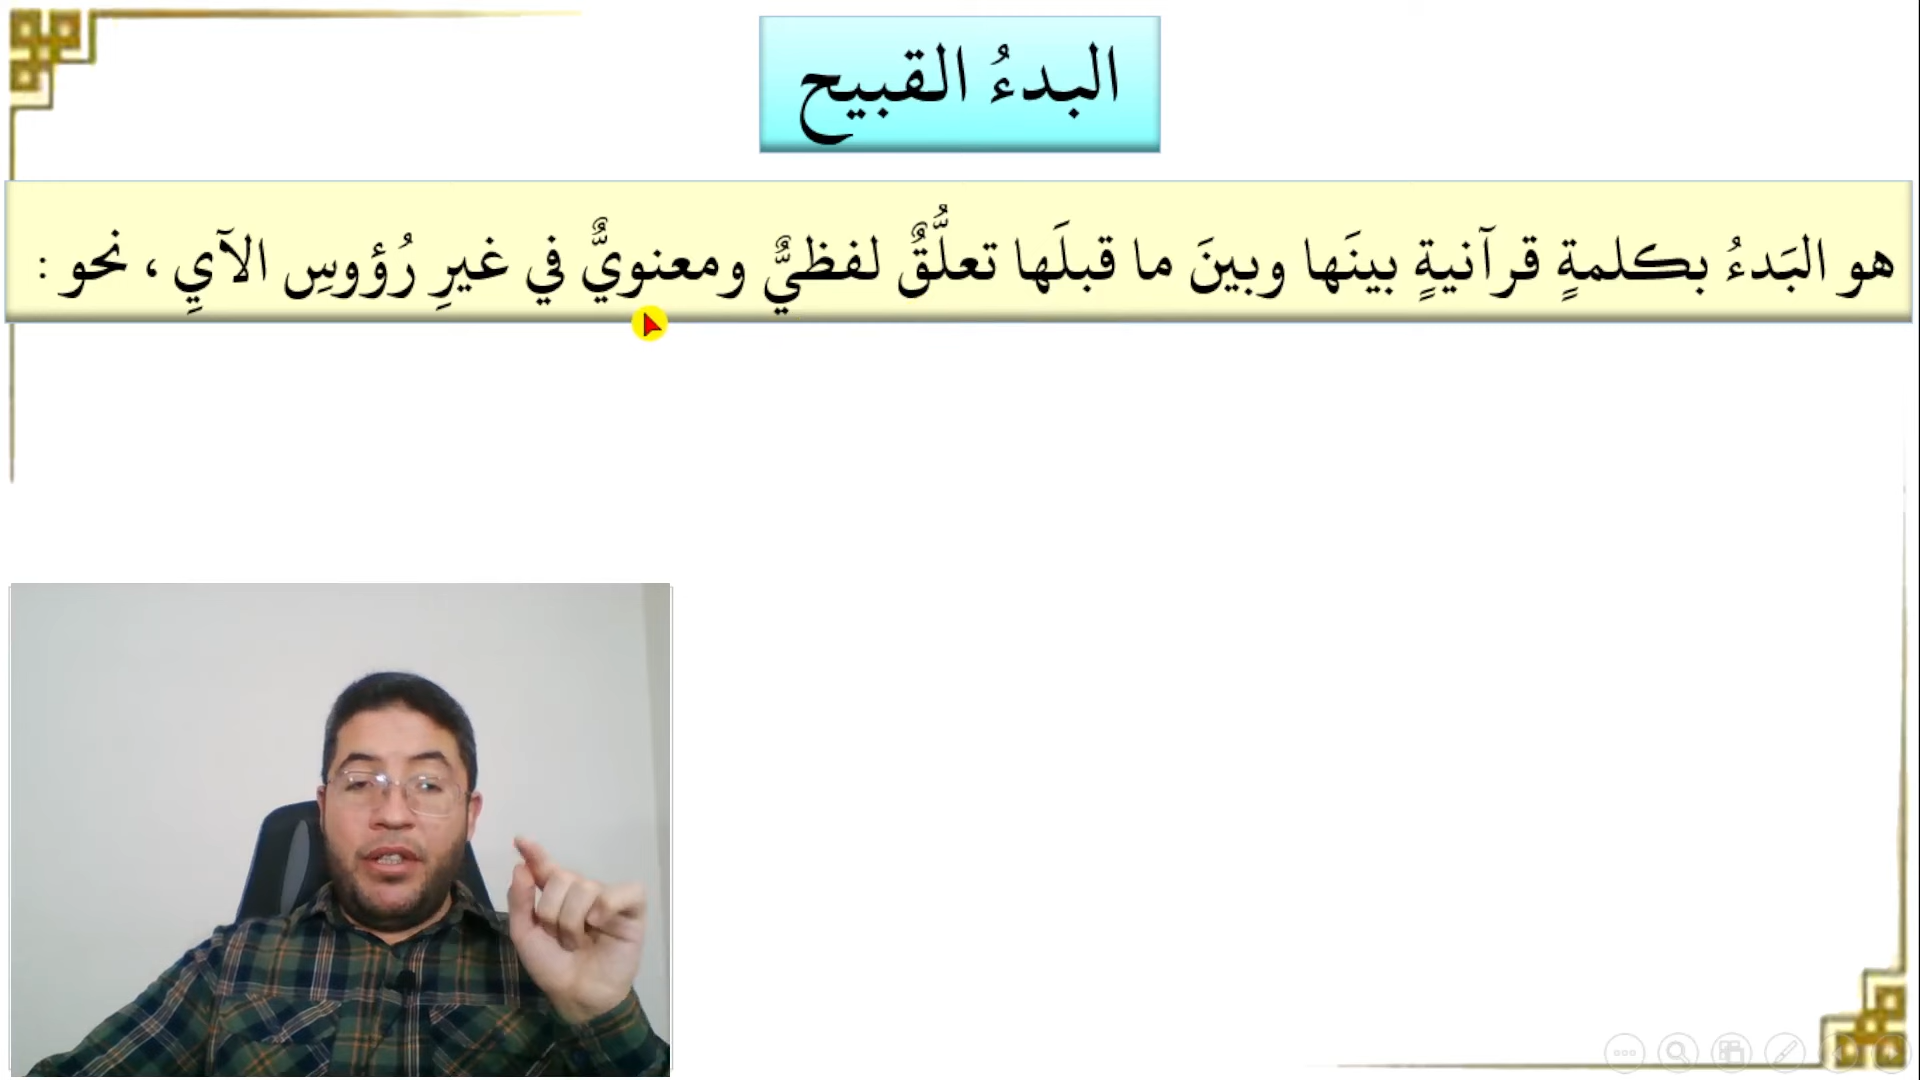 البدءُ القبيح
هو البَدءُ بكلمةٍ قرآنيةٍ بينَها وبينَ ما قبلَها تعلُّقٌ لفظيٌّ ومعنويٌّ في غيرِ رُؤوسِ الآيِ ، نحو :